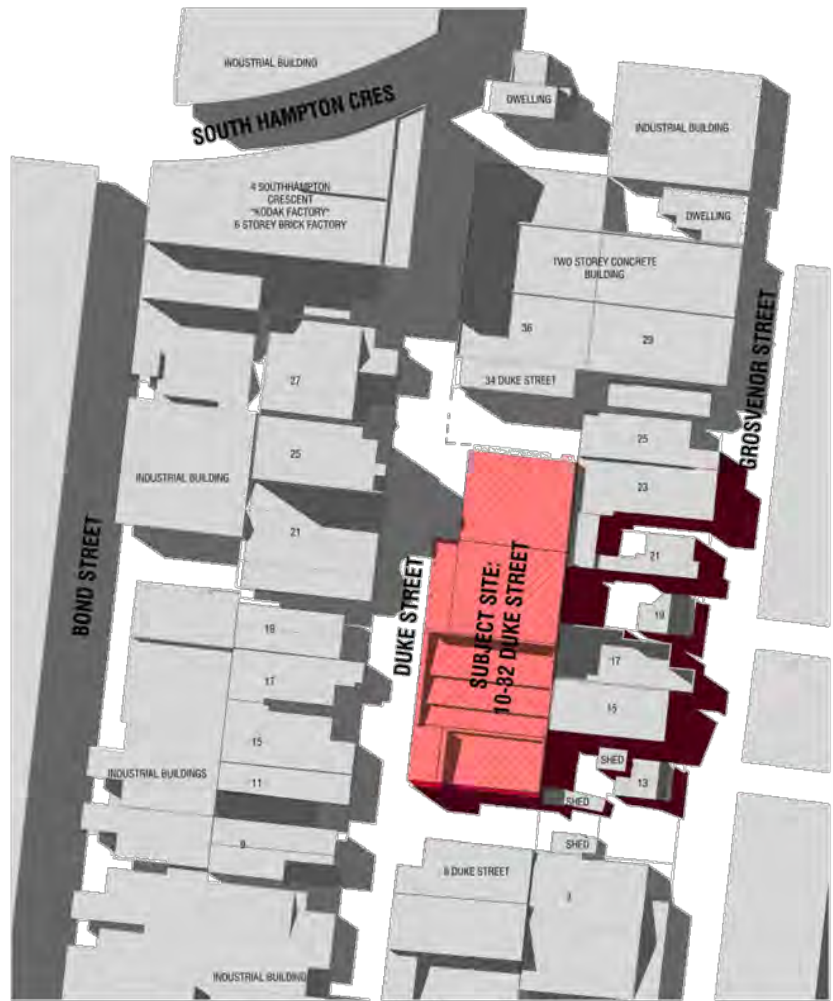 INDUSTRIAL BUILDING
SOUTH HAMPTON CRES
DWELLING
INDUSTRIAL BUILDING
4 SOUTHHAMPTON
CRESCENT
"KODAK FACTORY"
6 STOREY BRICK FACTORY
DWELLING
TWO STOREY CONCRETE
BUILDING
36
29
GROSVENOR STREET
27
34 DUKE STREET
25
25
INDUSTRIAL BUILDING
23
21
21
BOND STREET
DUKE STREET
SUBJECT SITE:
10-32 DUKE STREET
19
17
17
15
15
11
INDUSTRIAL BUILDINGS
SHED
13
SHED
9
SHED
8 DUKE STREET
INDUSTRIAL BUILDING